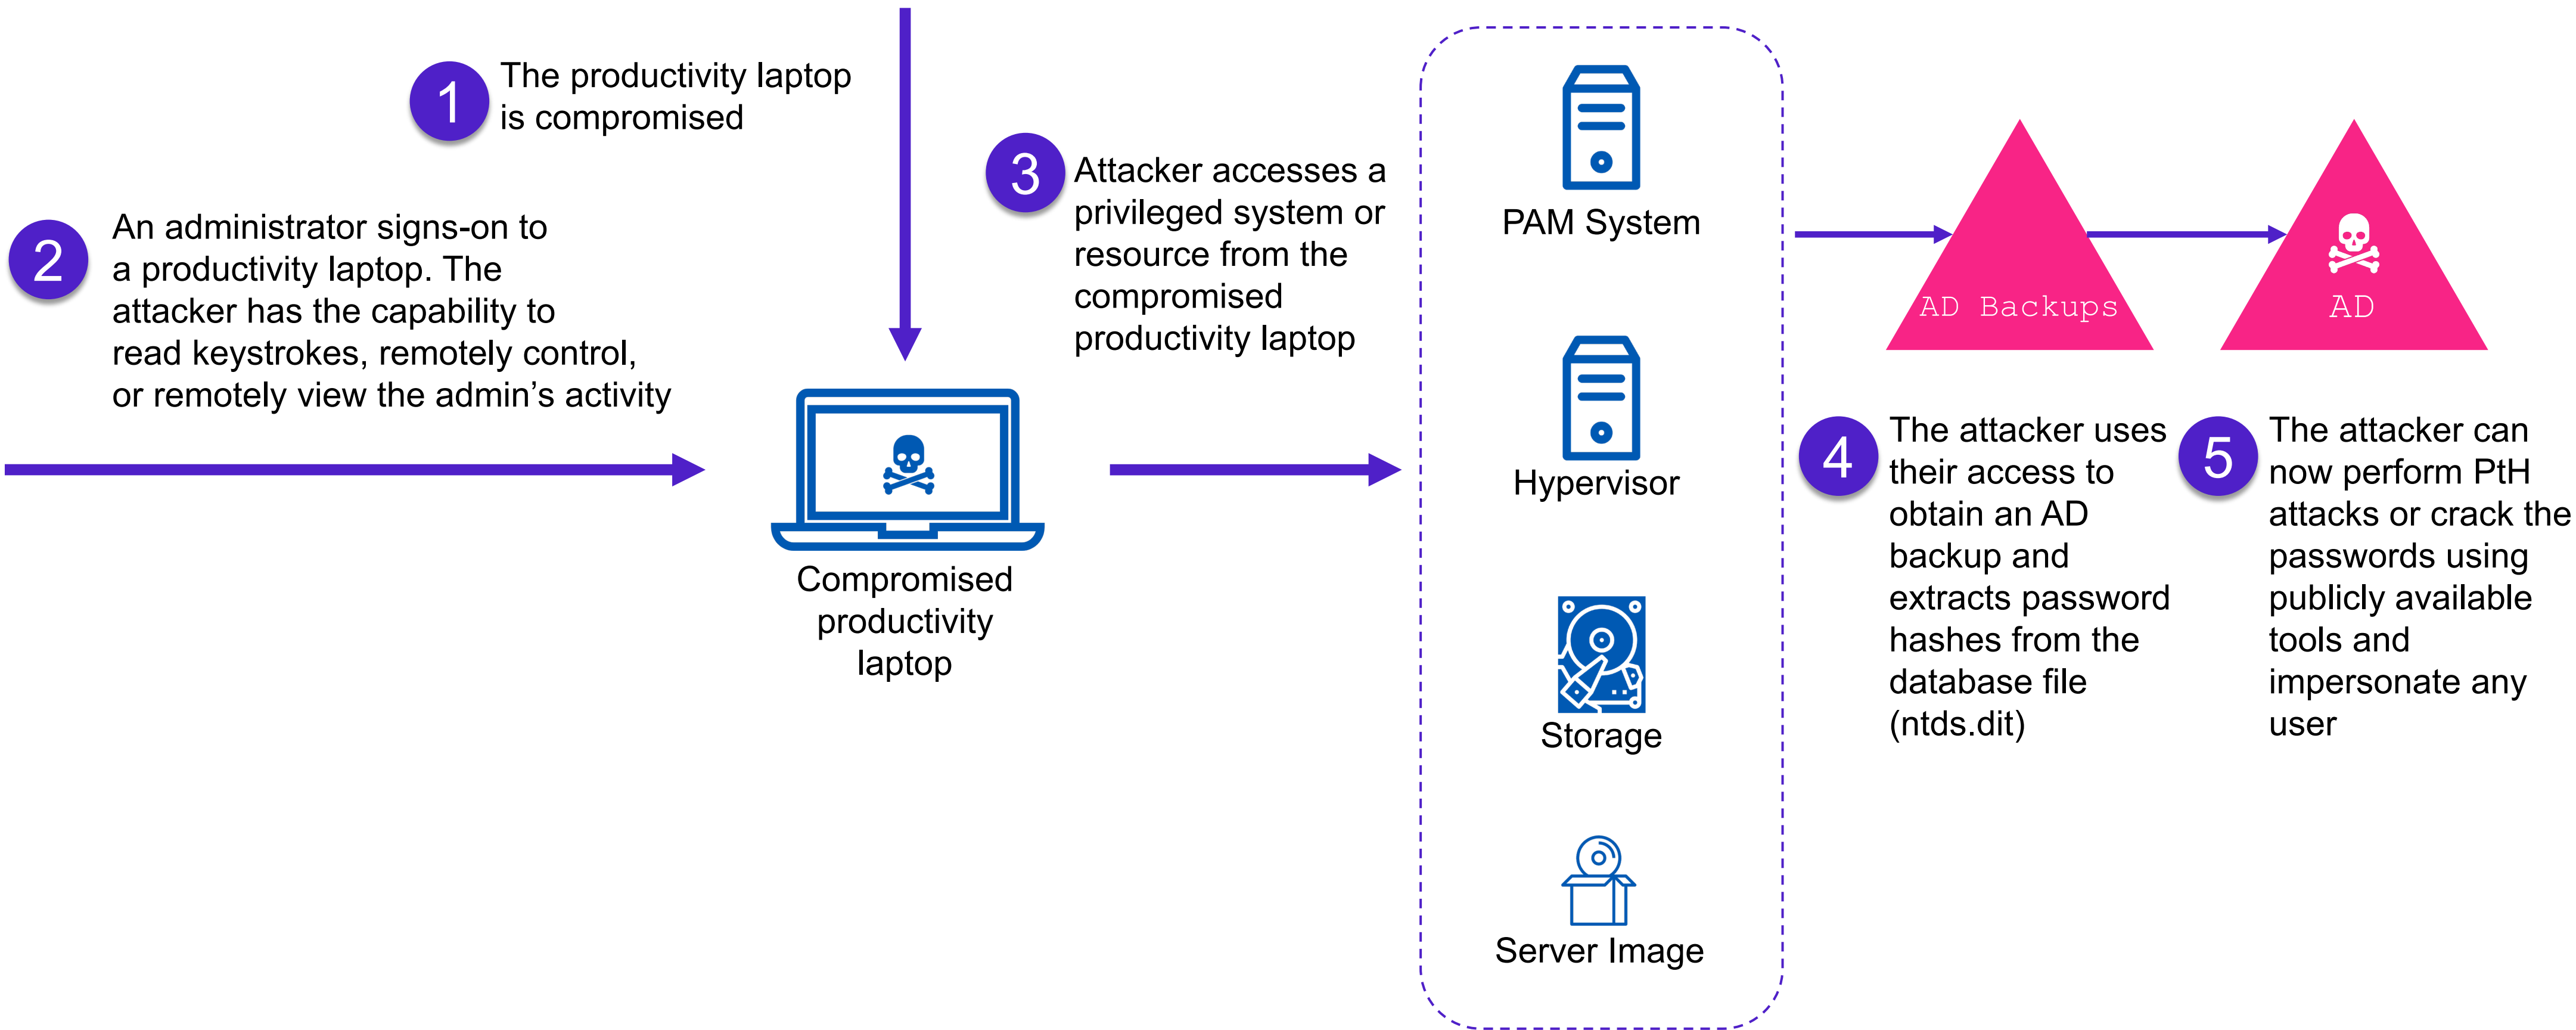 1
The productivity laptop
is compromised
2
An administrator signs-on to
a productivity laptop. The
attacker has the capability to
read keystrokes, remotely control,
or remotely view the admin’s activity
Compromised
productivity
laptop
3
Attacker accesses a
privileged system or
resource from the
compromised
productivity laptop
PAM System
Hypervisor
Storage
Server Image
AD Backups
AD
4
The attacker uses
their access to
obtain an AD
backup and
extracts password
hashes from the
database file
(ntds.dit)
5
The attacker can
now perform PtH
attacks or crack the
passwords using
publicly available
tools and
impersonate any
user